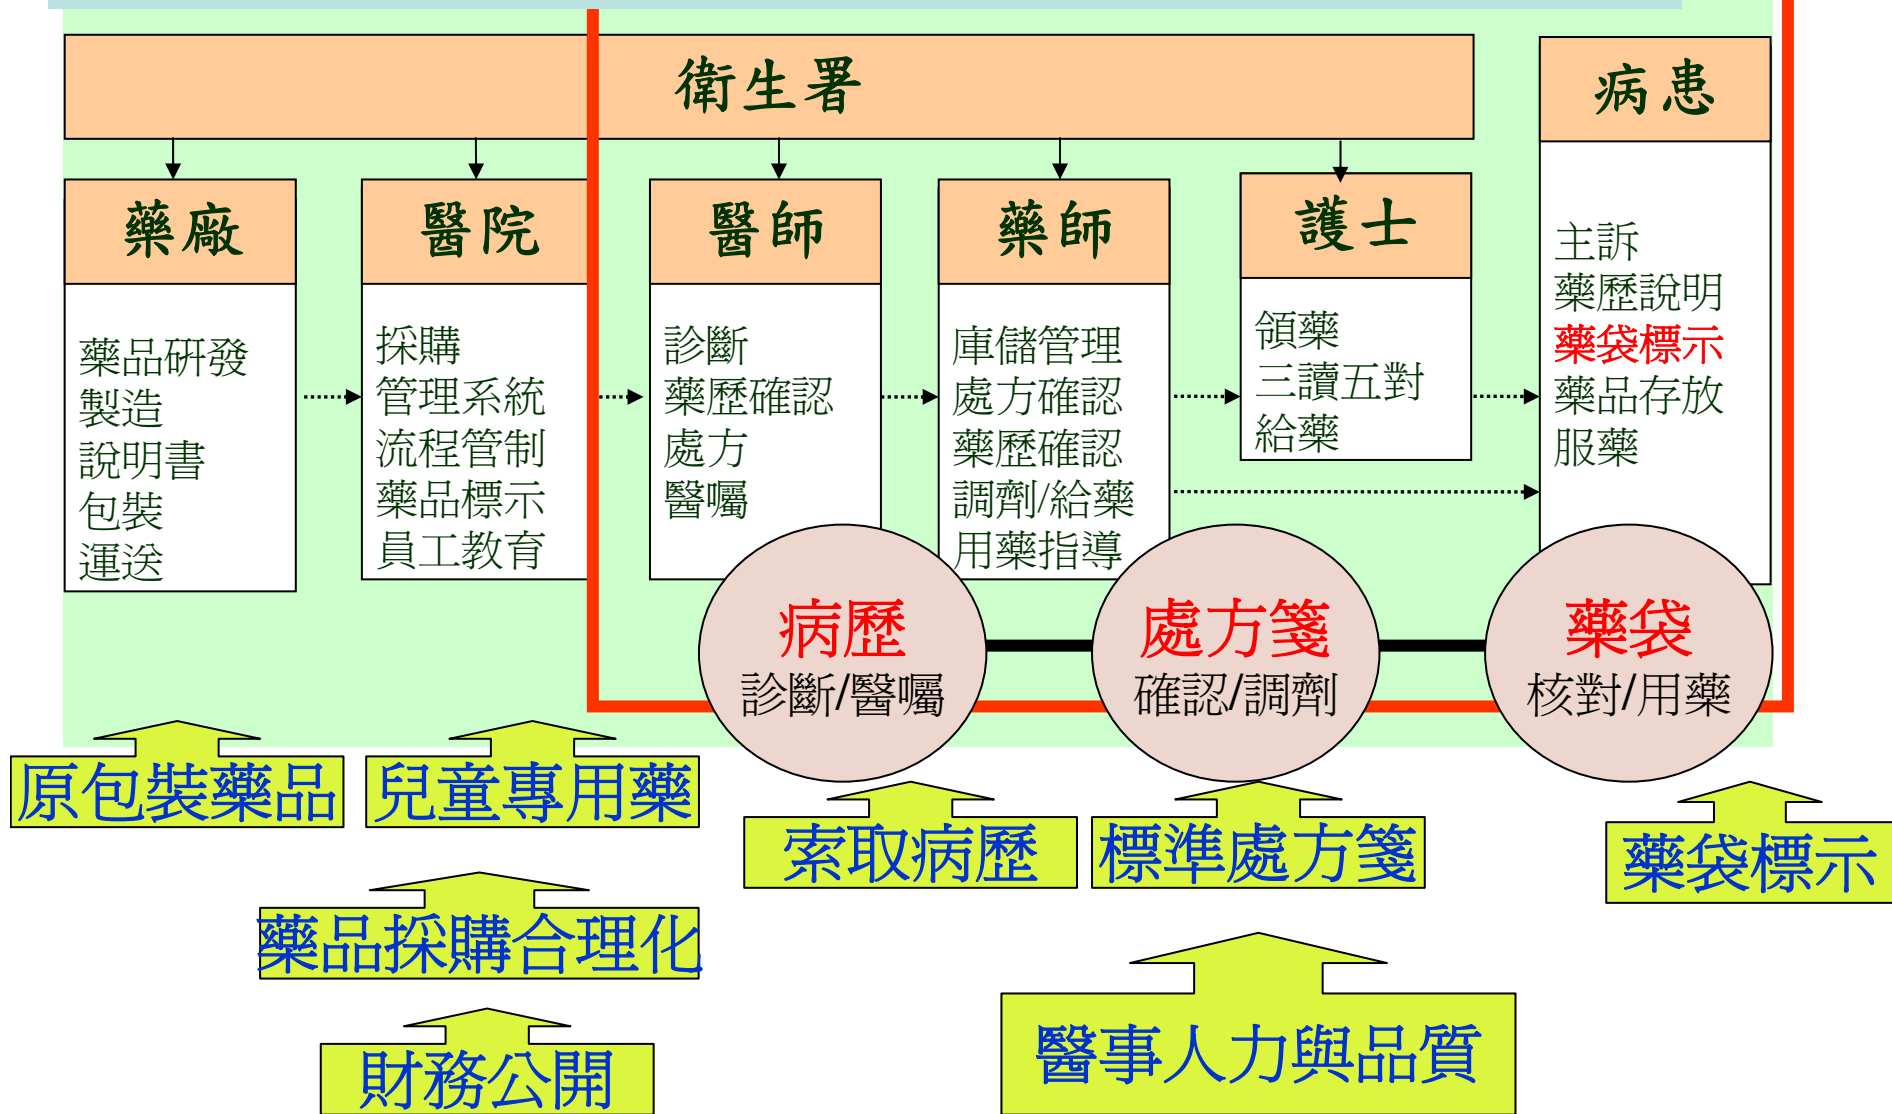 衛生署
病患
藥廠
醫院
醫師
藥師
護士
藥品研發
製造
說明書
包裝
運送
採購
管理系統
流程管制
藥品標示
員工教育
診斷
藥歷確認
處方
醫囑
庫儲管理
處方確認
藥歷確認
調劑/給藥
用藥指導
領藥
三讀五對
給藥
主訴
藥歷說明
藥袋標示
藥品存放
服藥
病歷
診斷/醫囑
處方箋
確認/調劑
藥袋
核對/用藥
原包裝藥品
兒童專用藥
索取病歷
標準處方箋
藥袋標示
藥品採購合理化
財務公開
醫事人力與品質